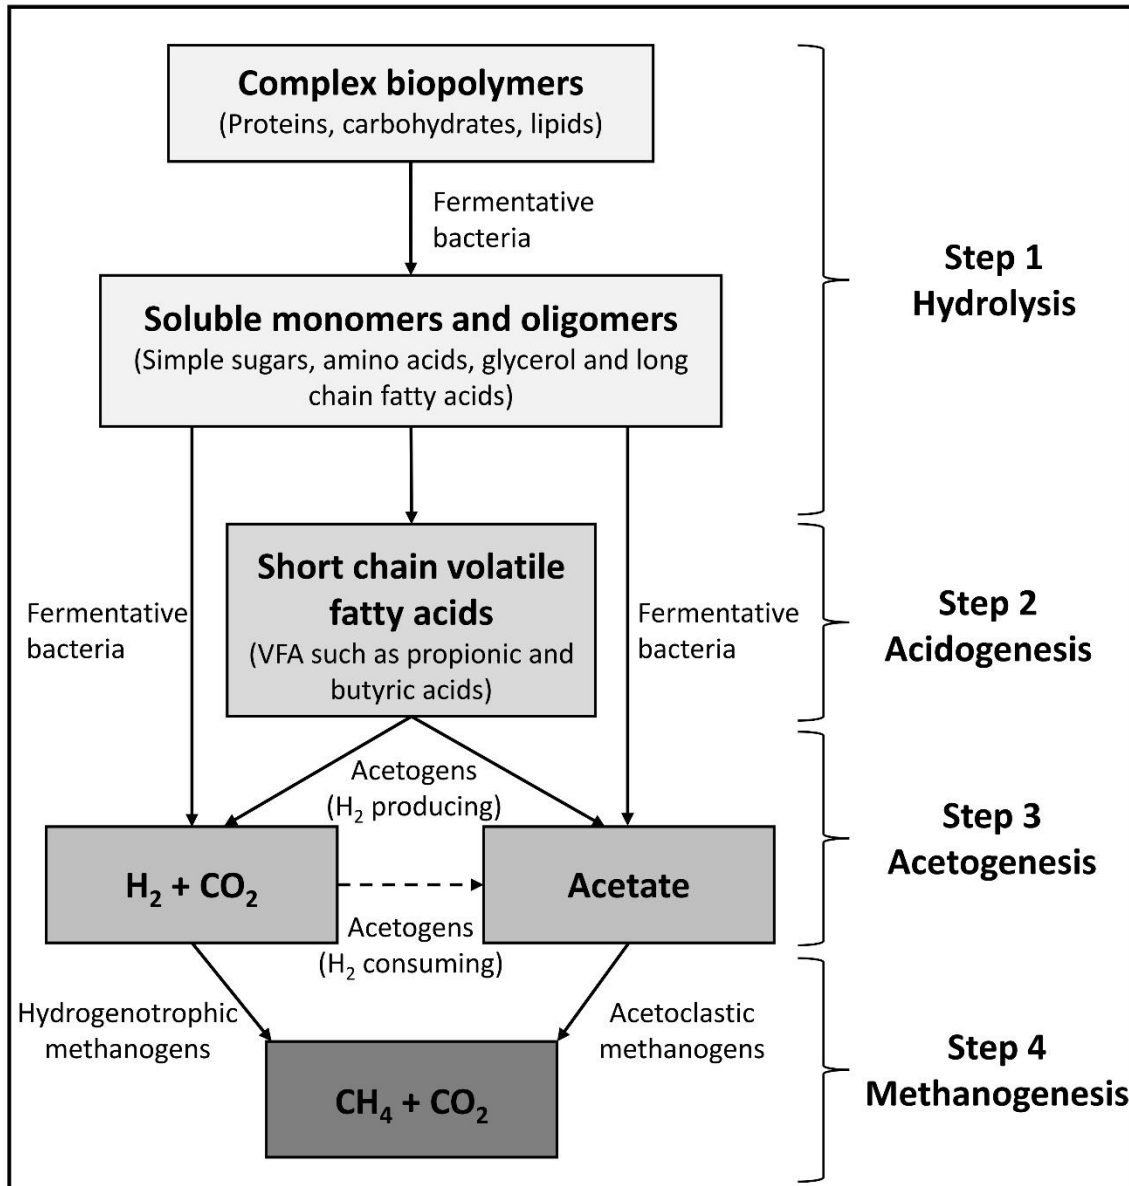 Complex biopolymers
(Proteins, carbohydrates, lipids)
Fermentative
bacteria
Step 1
Hydrolysis
Soluble monomers and oligomers
(Simple sugars, amino acids, glycerol and long
chain fatty acids)
Short chain volatile
fatty acids
(VFA such as propionic and
butyric acids)
Fermentative
bacteria
Fermentative
bacteria
Step 2
Acidogenesis
Acetogens
(H₂ producing)
H₂ + CO₂
Acetate
Acetogens
(H₂ consuming)
Step 3
Acetogenesis
Hydrogenotrophic
methanogens
Acetoclastic
methanogens
CH₄ + CO₂
Step 4
Methanogenesis